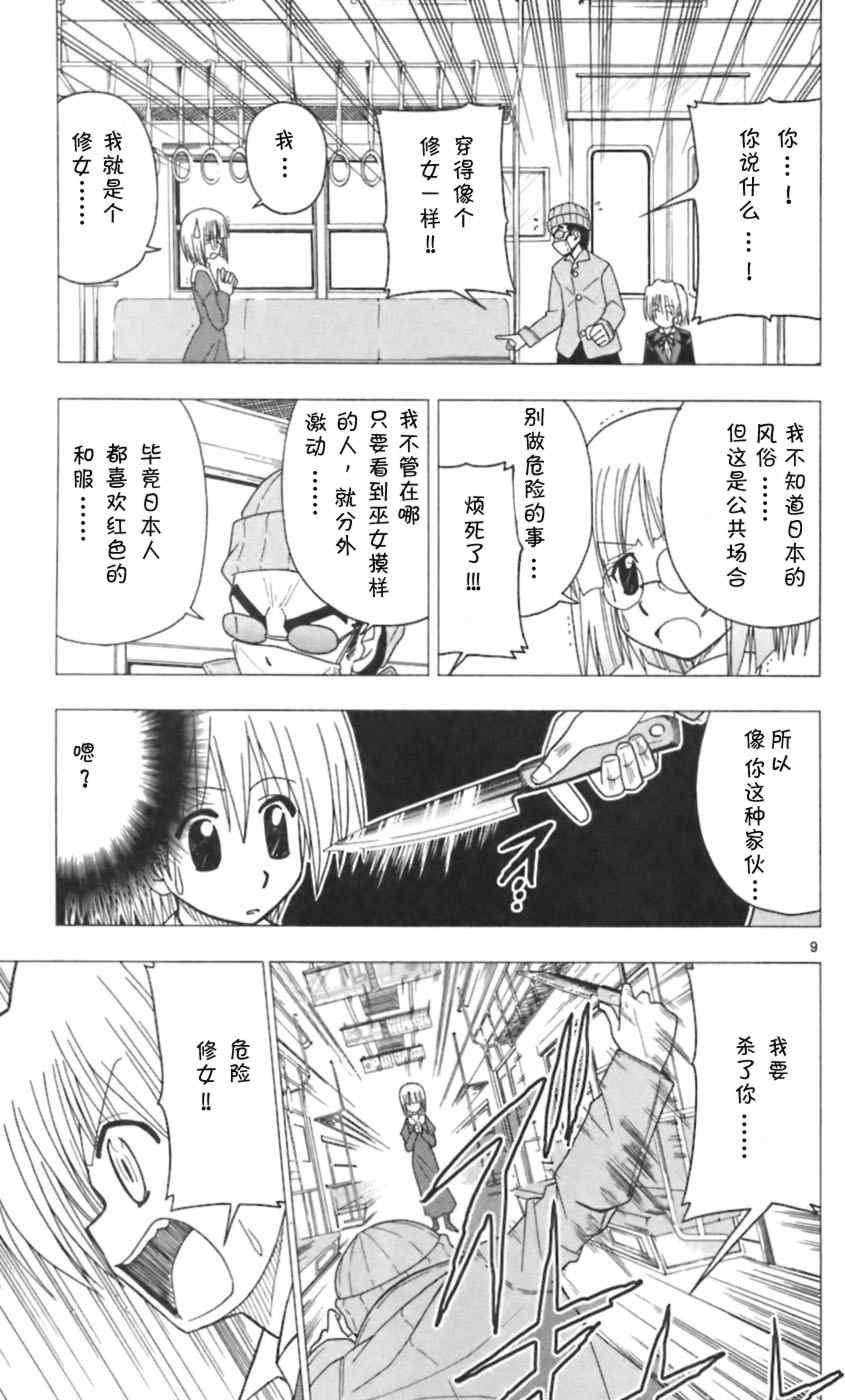 你…！
你说什么…！
穿得像个
修女一样!!
我…
我就是个
修女……
我不知道日本的
风俗……
但这是公共场合
别做危险的事…
烦死了!!!
我不管在哪
只要看到巫女摸样
的人，就分外
激动……
毕竟日本人
都喜欢红色的
和服……
所以
像你这种家伙…
嗯？
9
我要
杀了你……
危险
修女!!